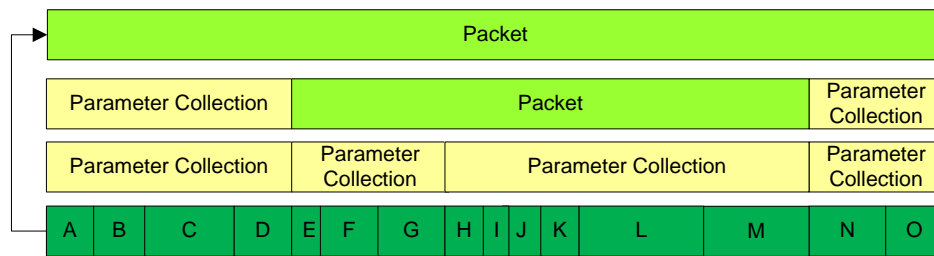 Packet
Parameter Collection
Packet
Parameter
Collection
Parameter Collection
Parameter
Collection
Parameter Collection
Parameter
Collection
A B C D E F G H I J K L M N O